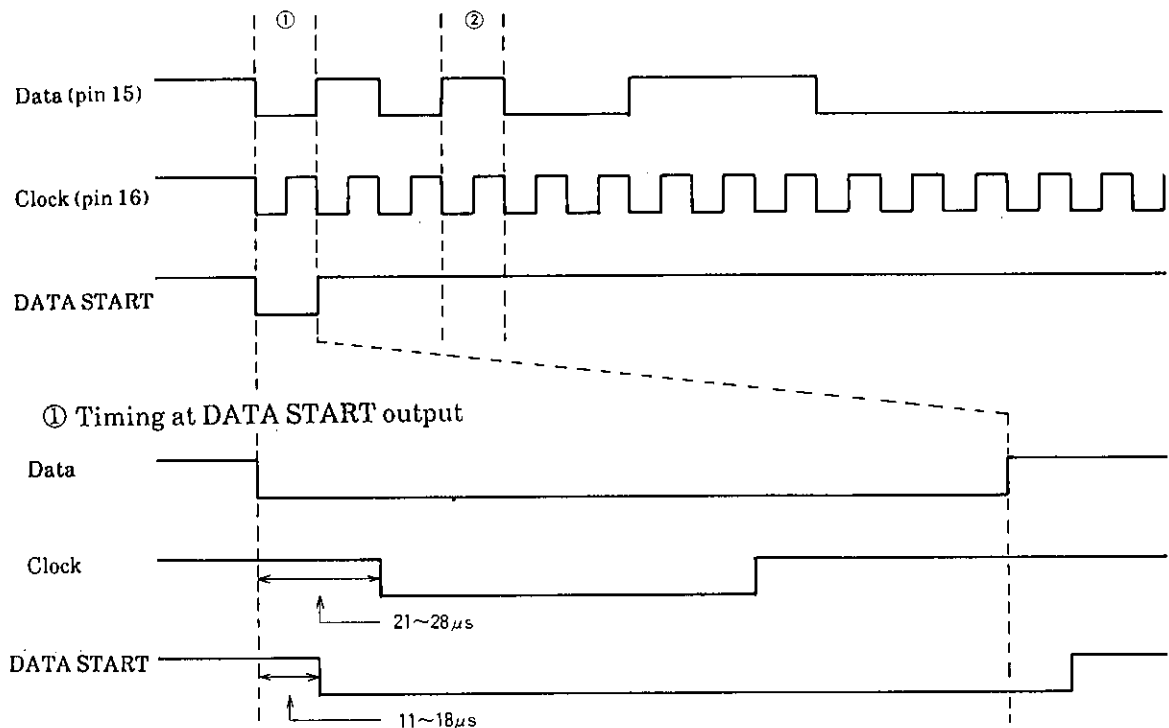 ① ②
Data (pin 15)
Clock (pin 16)
DATA START
① Timing at DATA START output
Data
Clock
21~28μs
DATA START
11~18μs